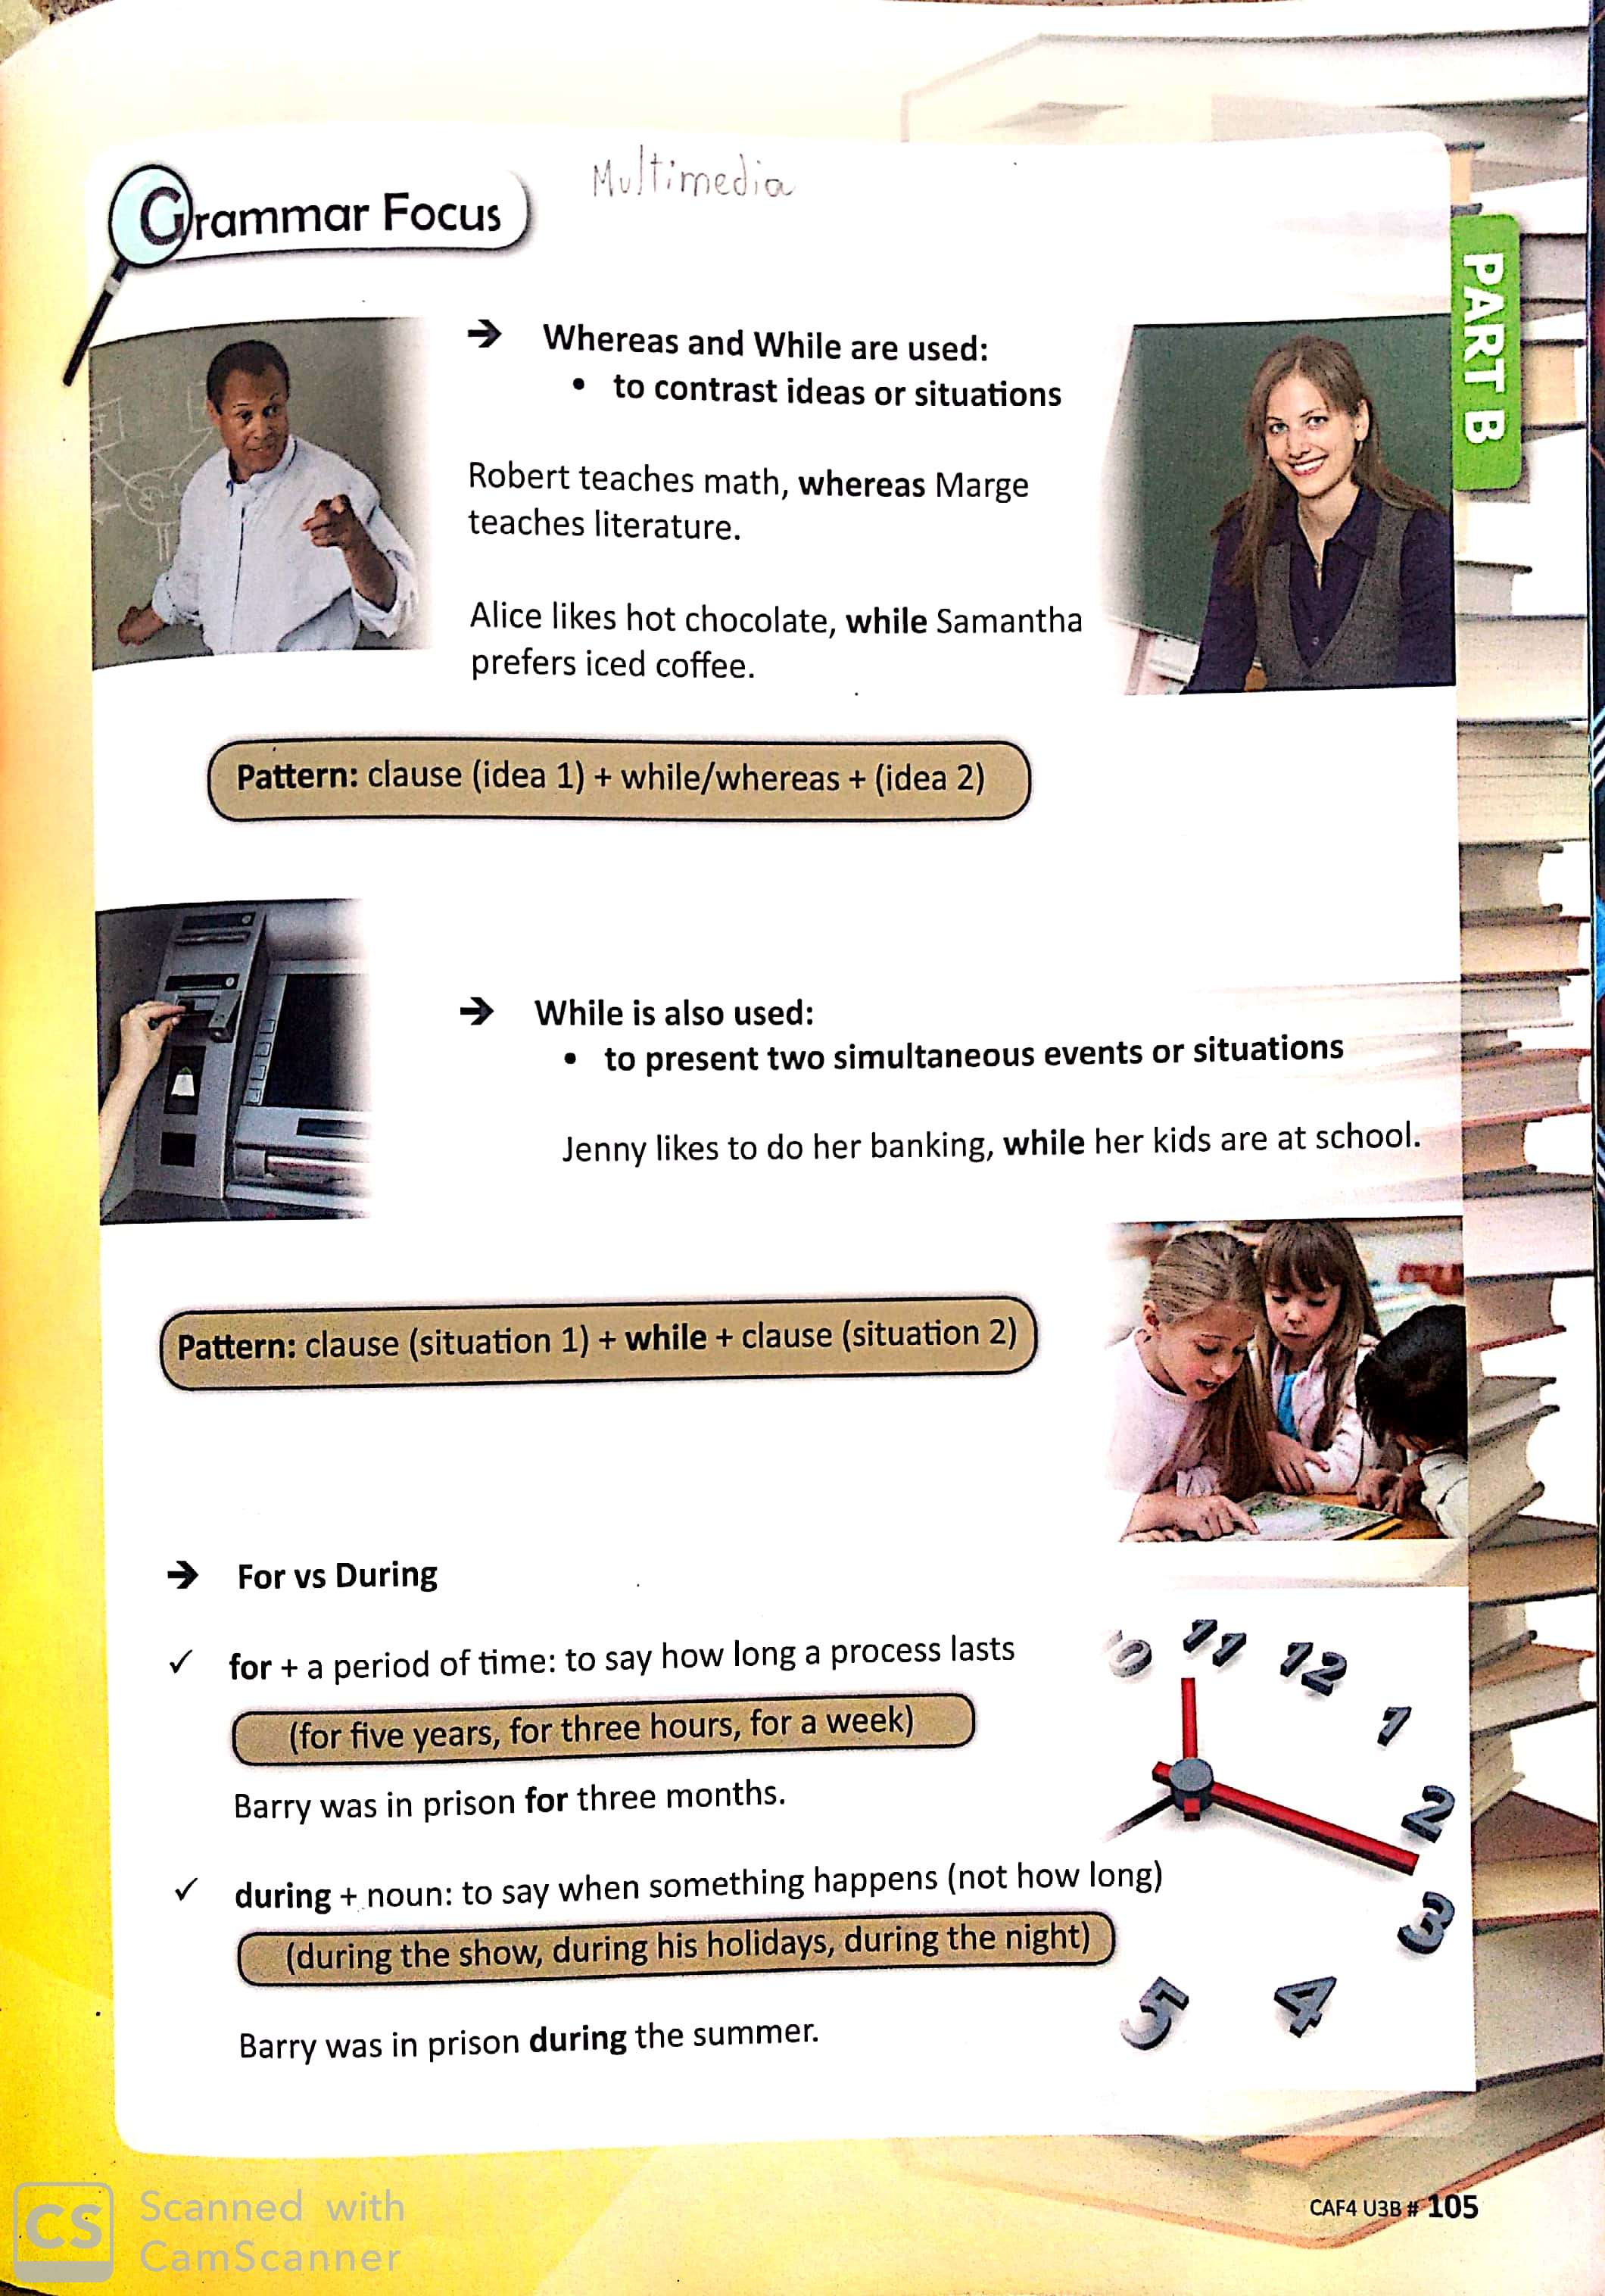 Multimedia
Grammar Focus
PART B
→ Whereas and While are used:
• to contrast ideas or situations
Robert teaches math, whereas Marge
teaches literature.
Alice likes hot chocolate, while Samantha
prefers iced coffee.
Pattern: clause (idea 1) + while/whereas + (idea 2)
→ While is also used:
• to present two simultaneous events or situations
Jenny likes to do her banking, while her kids are at school.
Pattern: clause (situation 1) + while + clause (situation 2)
→ For vs During
✓ for + a period of time: to say how long a process lasts
(for five years, for three hours, for a week)
Barry was in prison for three months.
✓ during + noun: to say when something happens (not how long)
(during the show, during his holidays, during the night)
Barry was in prison during the summer.
11
12
1
2
3
4
5
CAF4 U3B # 105
CS
Scanned with
CamScanner